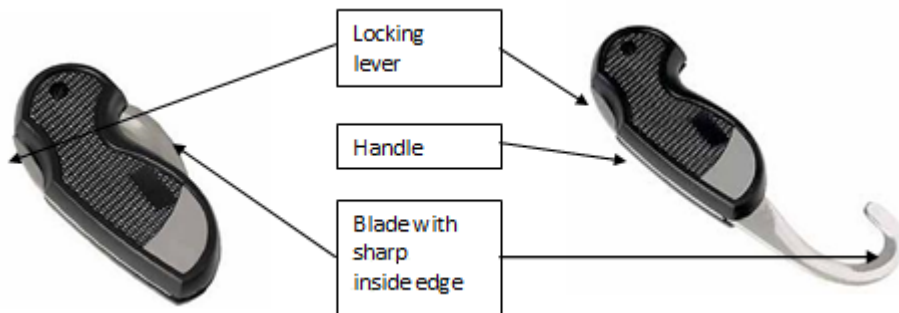 Locking
lever
Handle
Blade with
sharp
inside edge